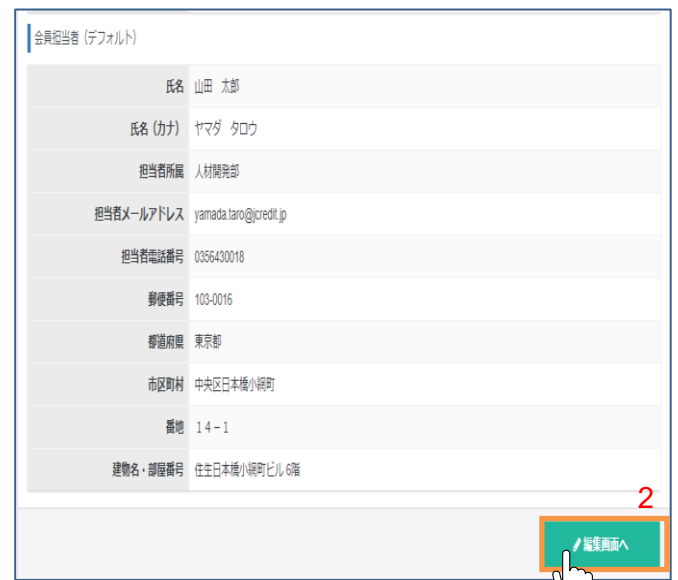 会員担当者（デフォルト）
氏名 山田　太郎
氏名（カナ） ヤマダ　タロウ
担当者所属 人材開発部
担当者メールアドレス yamada.taro@jcredit.jp
担当者電話番号 0356430018
郵便番号 103-0016
都道府県 東京都
市区町村 中央区日本橋小網町
番地 １４－１
建物名・部屋番号 住生日本橋小網町ビル 6階
2
編集画面へ